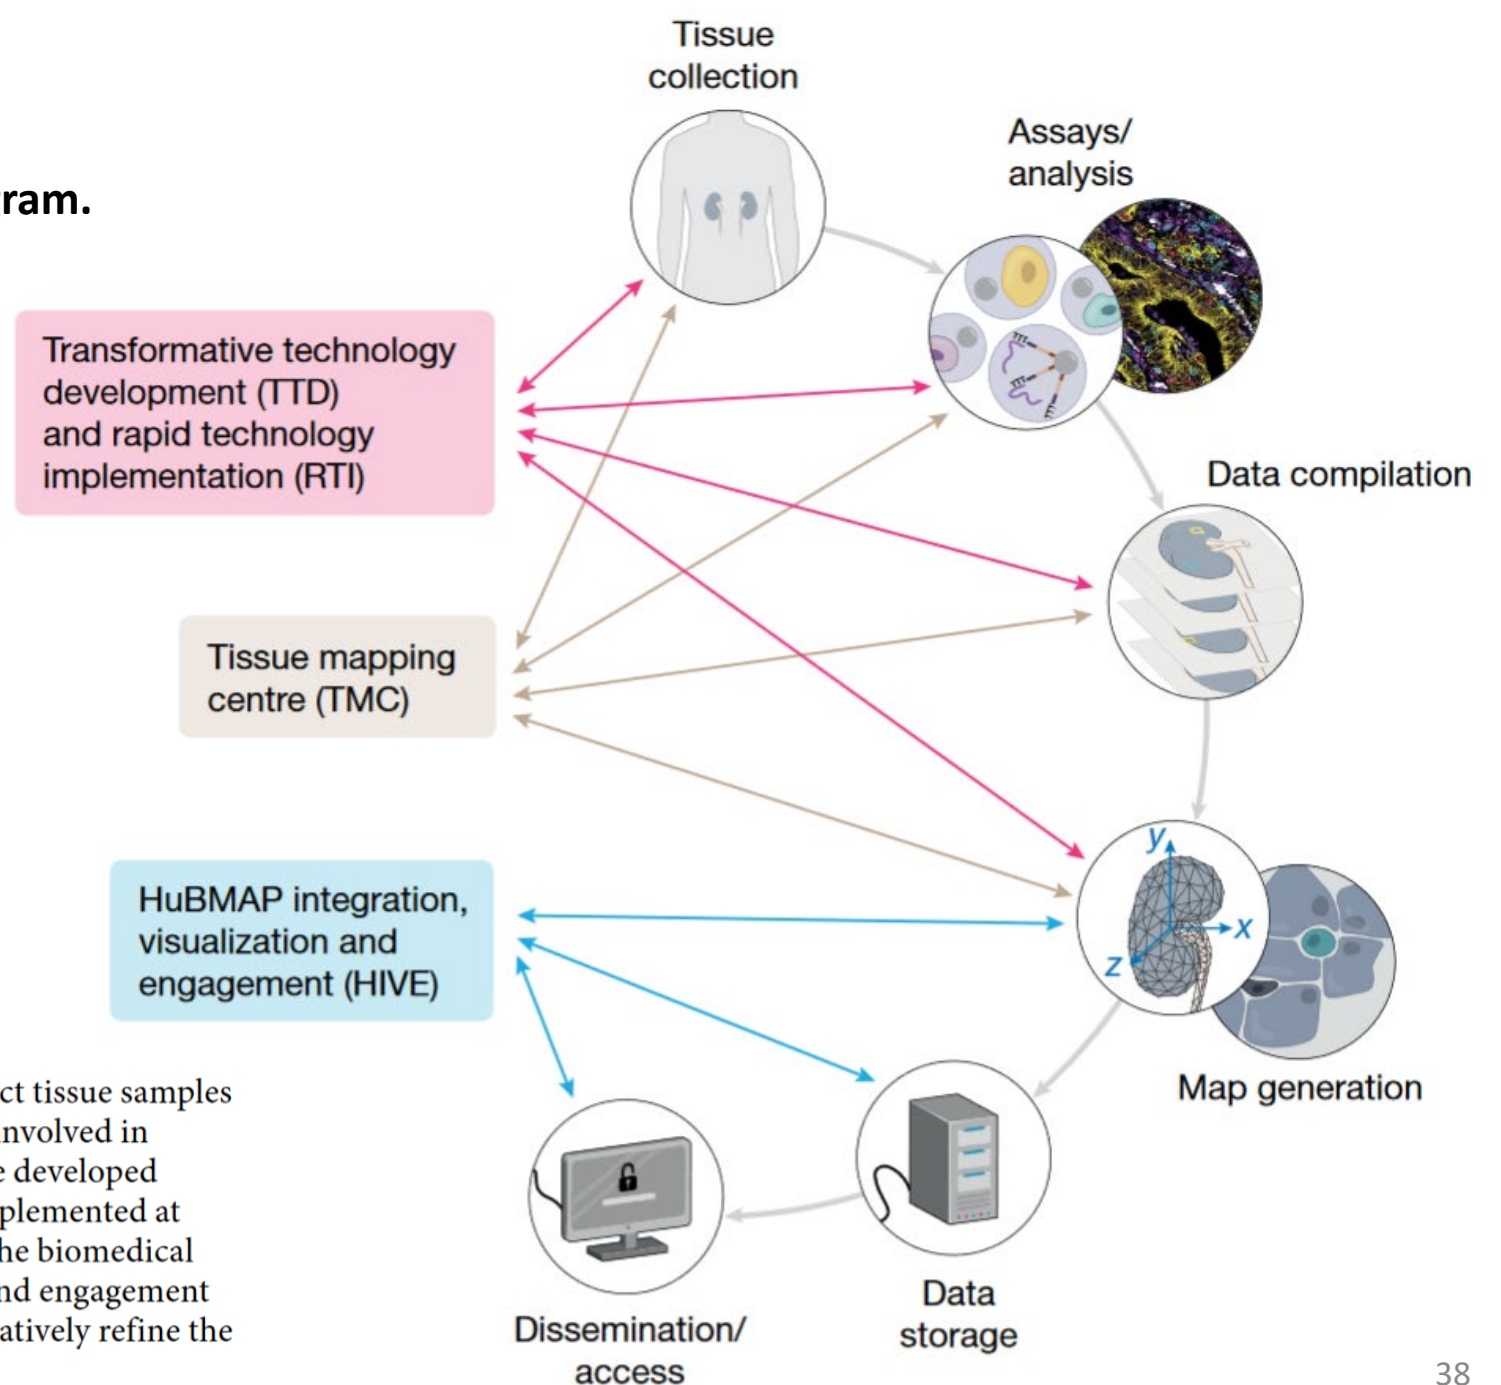 Tissue
collection
Assays/
analysis
ram.
Transformative technology
development (TTD)
and rapid technology
implementation (RTI)
Data compilation
Tissue mapping
centre (TMC)
HuBMAP integration,
visualization and
engagement (HIVE)
y
x
z
Map generation
ct tissue samples
involved in
e developed
plemented at
he biomedical
nd engagement
atively refine the
Data
storage
Dissemination/
access
38